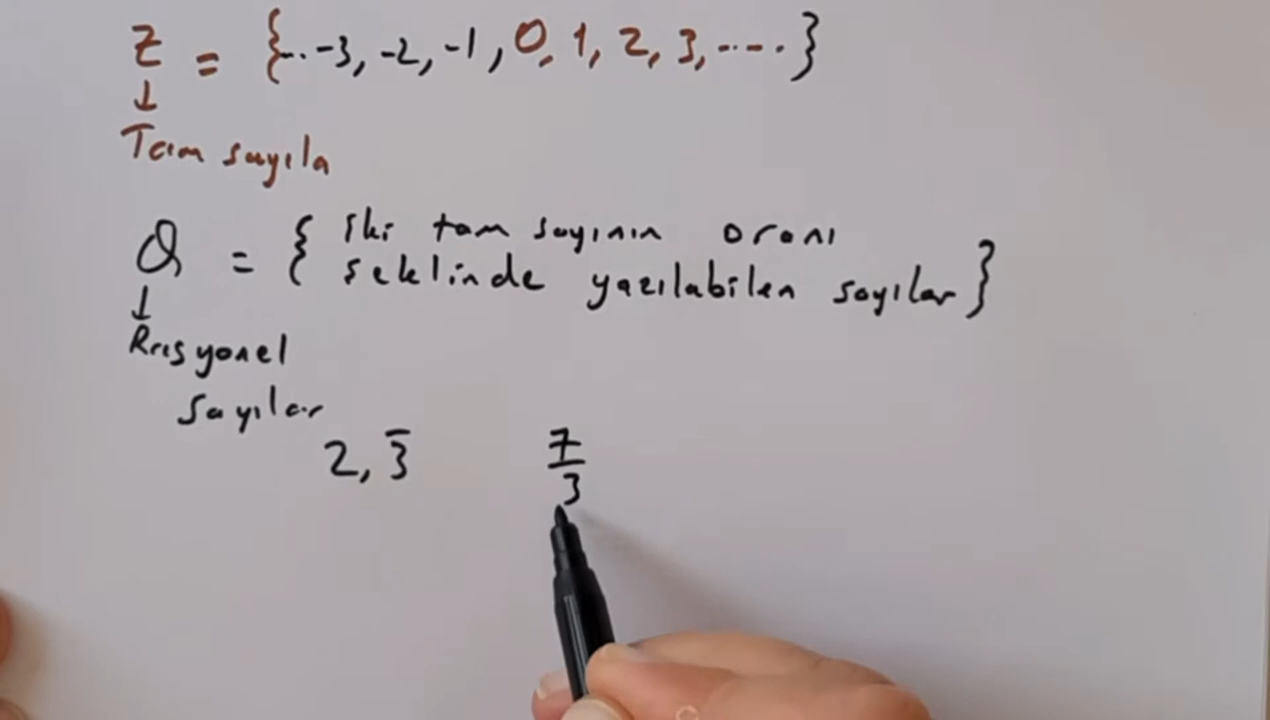 Z = {... -3, -2, -1, 0, 1, 2, 3, ....}
↓
Tam sayıla
Q = { İki tam sayının oranı
şeklinde yazılabilen sayılar }
↓
Rasyonel
sayılar
2,3̅
7/3